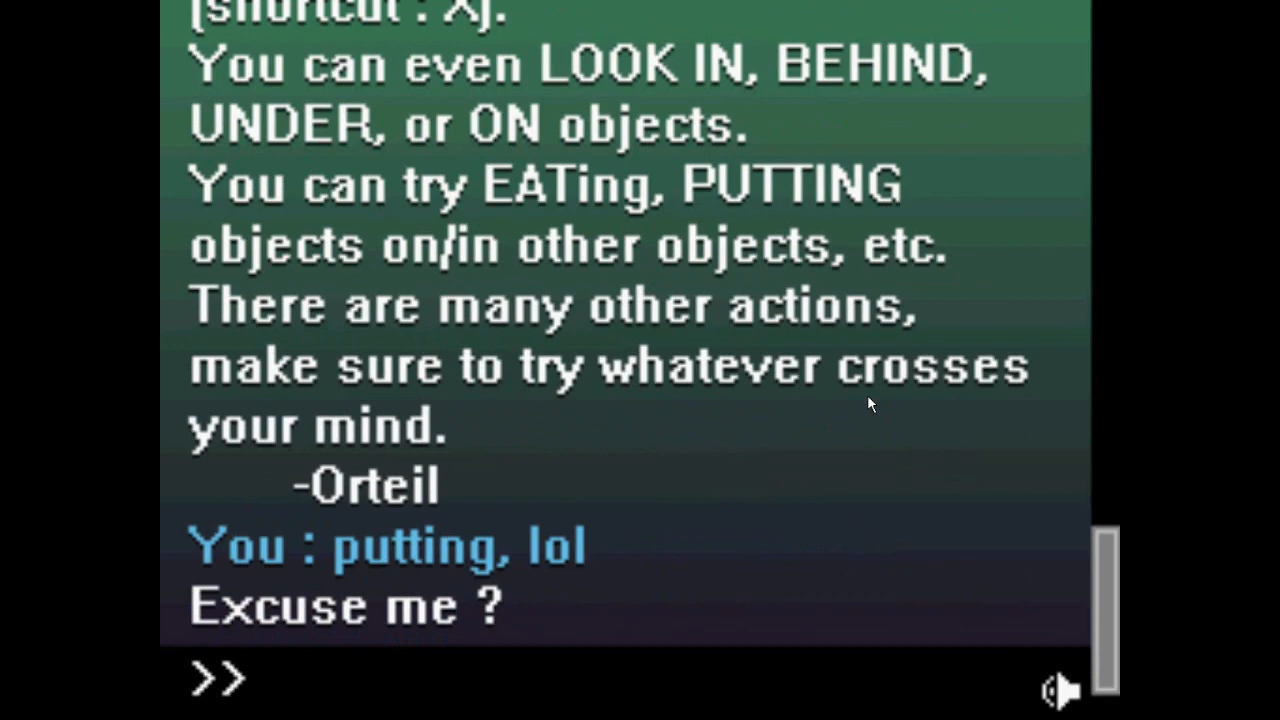 [shortcut : X].
You can even LOOK IN, BEHIND,
UNDER, or ON objects.
You can try EATing, PUTTING
objects on/in other objects, etc.
There are many other actions,
make sure to try whatever crosses
your mind.
-Orteil
You : putting, lol
Excuse me ?
>>